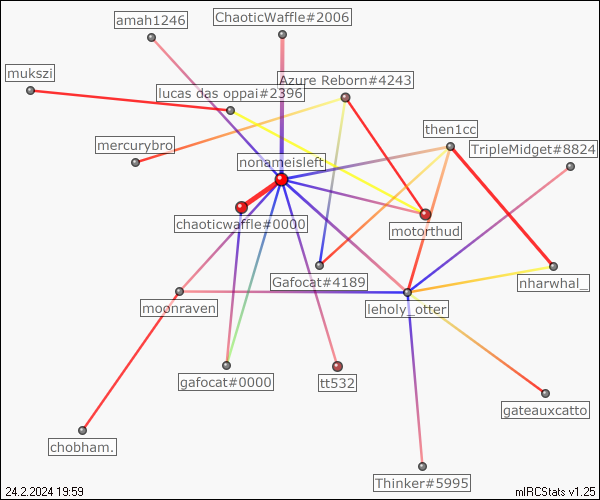 amah1246
ChaoticWaffle#2006
mukszi
Azure Reborn#4243
lucas das oppai#2396
then1cc
mercurybro
TripleMidget#8824
nonameisleft
chaoticwaffle#0000
motorthud
Gafocat#4189
nharwhal_
moonraven
leholy_otter
gafocat#0000
tt532
gateauxcatto
chobham.
Thinker#5995
24.2.2024 19:59
mIRCStats v1.25